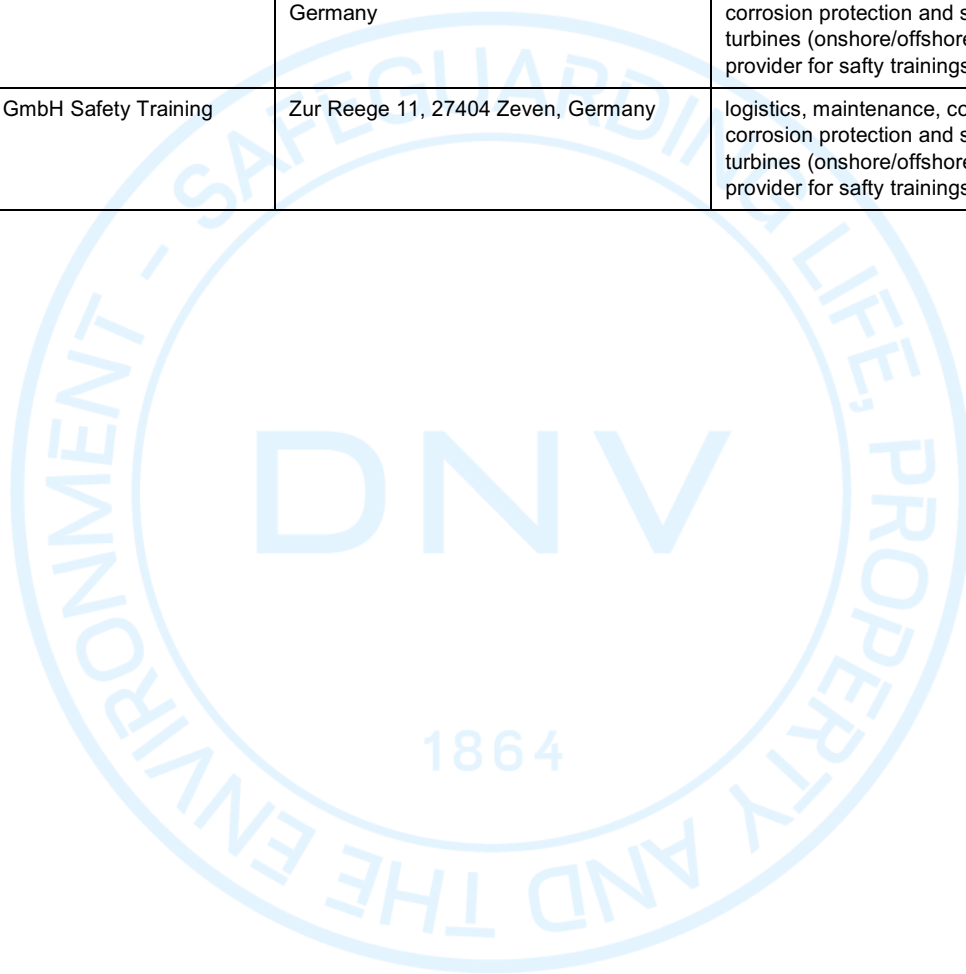 Germany
corrosion protection and
turbines (onshore/offshore
provider for safty trainings
GmbH Safety Training
Zur Reege 11, 27404 Zeven, Germany
logistics, maintenance,
corrosion protection and
turbines (onshore/offshore
provider for safty trainings
SAFEGUARDING LIFE, PROPERTY AND THE ENVIRONMENT -
DNV
1864